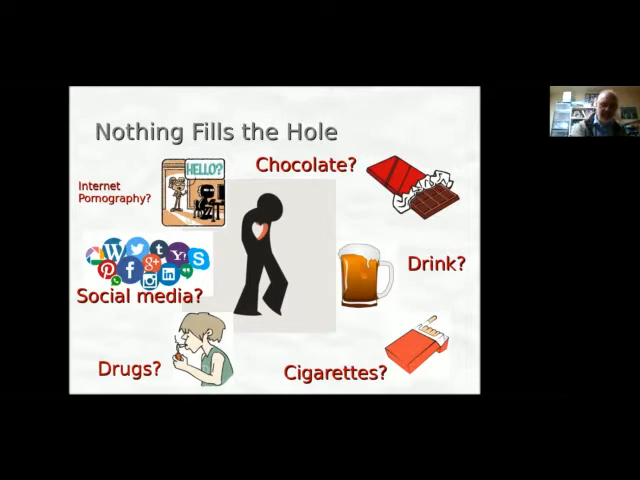 Nothing Fills the Hole
Chocolate?
HELLO?
Internet
Pornography?
Drink?
Social media?
Drugs?
Cigarettes?